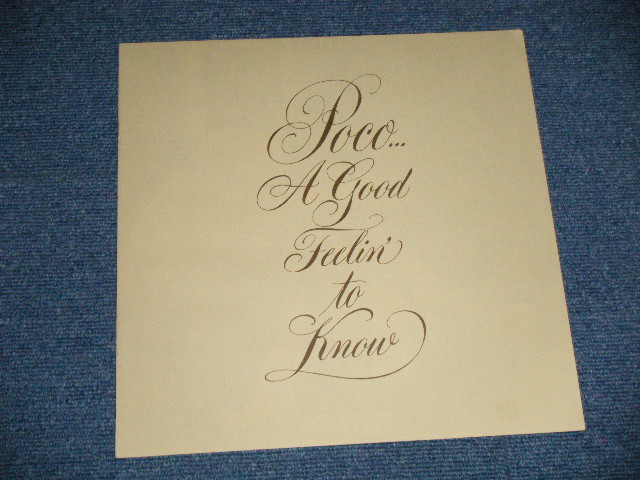 Poco...
A Good
Feelin'
to
Know